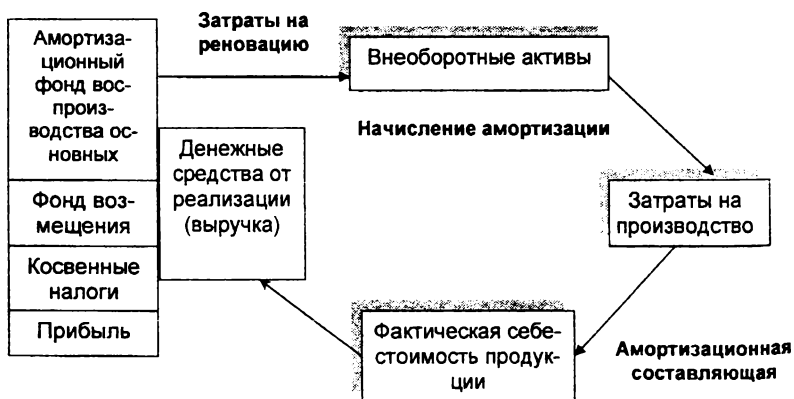 Затраты на
реновацию
Амортиза-
ционный
фонд вос-
произ-
водства ос-
новных
Внеоборотные активы
Начисление амортизации
Денежные
средства от
реализации
(выручка)
Затраты на
производство
Фонд воз-
мещения
Косвенные
налоги
Прибыль
Фактическая себе-
стоимость продук-
ции
Амортизационная
составляющая